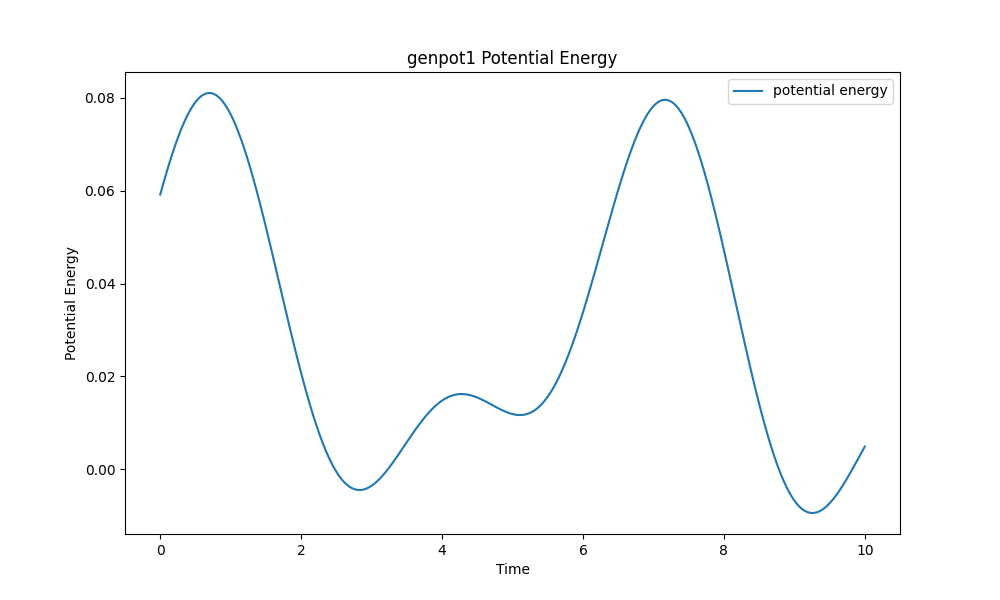 genpot1 Potential Energy
potential energy
Potential Energy
0.08
0.06
0.04
0.02
0.00
0 2 4 6 8 10
Time